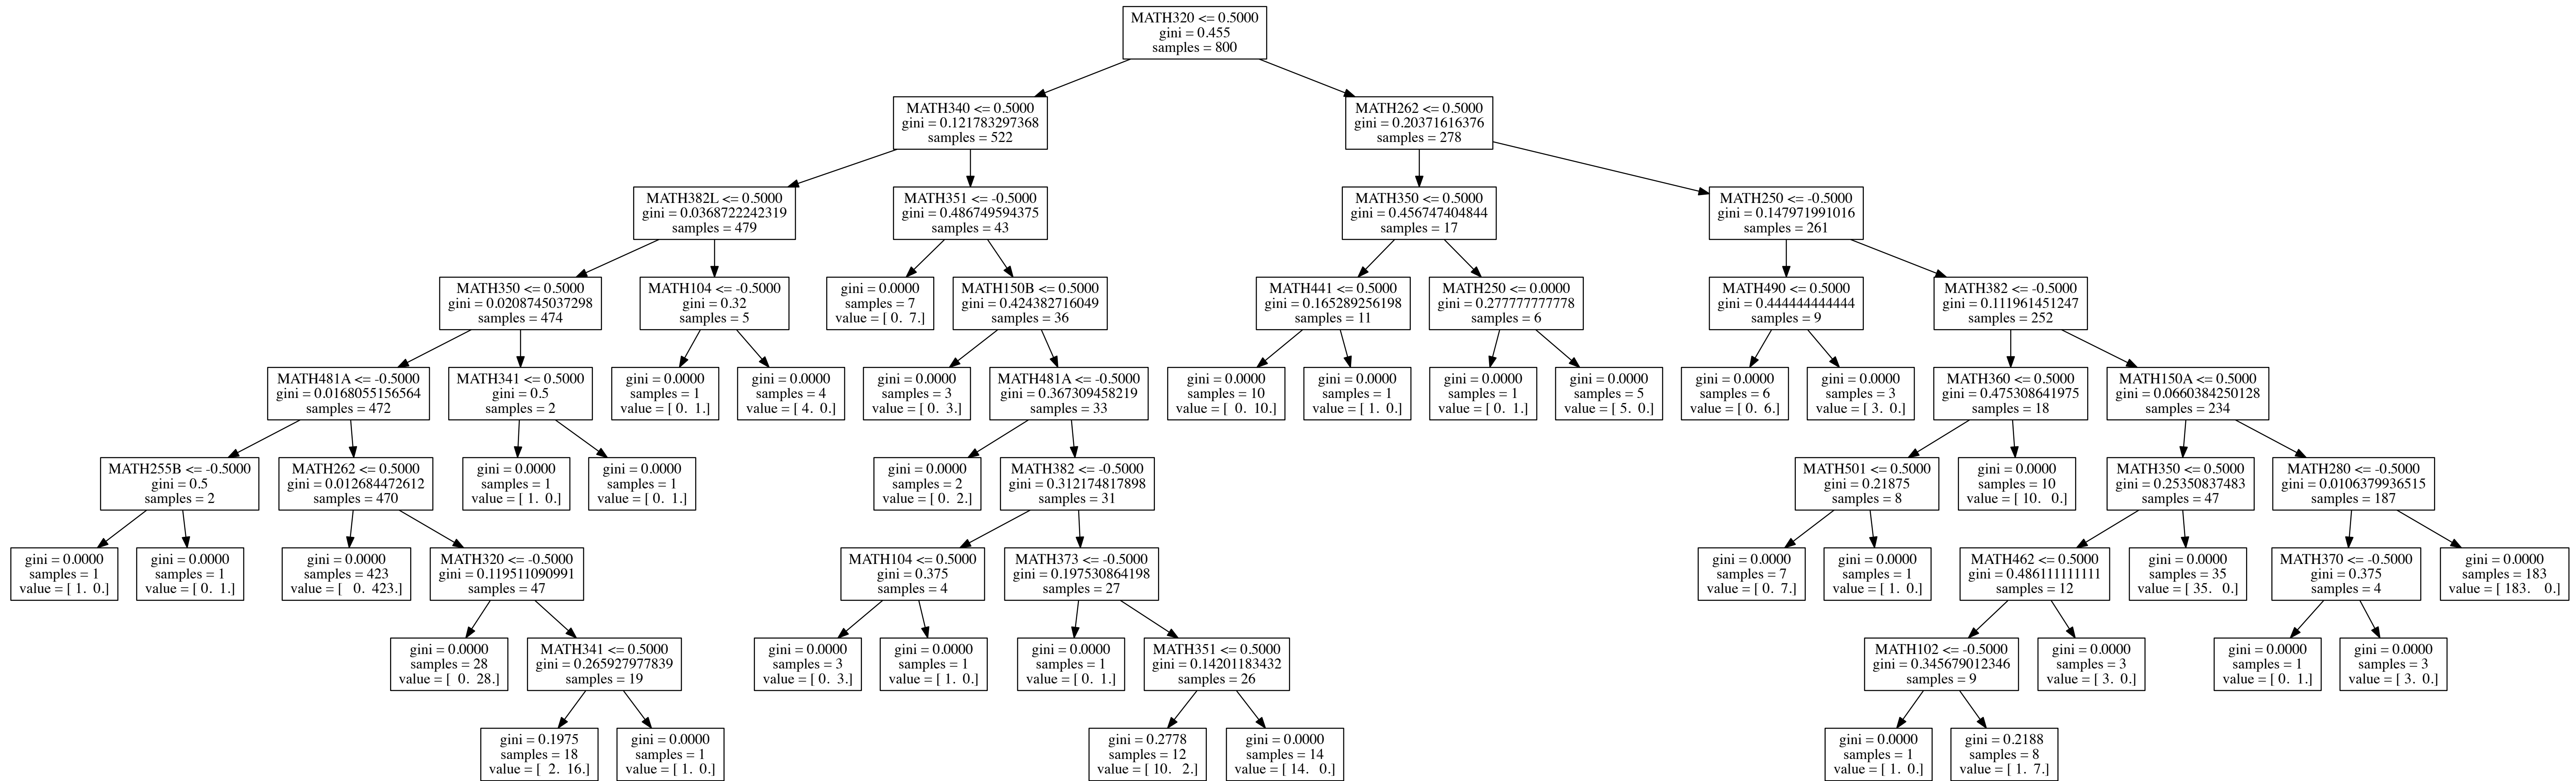 MATH320 <= 0.5000
gini = 0.455
samples = 800
MATH340 <= 0.5000
gini = 0.121783297368
samples = 522
MATH262 <= 0.5000
gini = 0.20371616376
samples = 278
MATH382L <= 0.5000
gini = 0.0368722242319
samples = 479
MATH351 <= -0.5000
gini = 0.486749594375
samples = 43
MATH350 <= 0.5000
gini = 0.456747404844
samples = 17
MATH250 <= -0.5000
gini = 0.147971991016
samples = 261
MATH350 <= 0.5000
gini = 0.0208745037298
samples = 474
MATH104 <= -0.5000
gini = 0.32
samples = 5
gini = 0.0000
samples = 7
value = [ 0. 7.]
MATH150B <= 0.5000
gini = 0.424382716049
samples = 36
MATH441 <= 0.5000
gini = 0.165289256198
samples = 11
MATH250 <= 0.0000
gini = 0.277777777778
samples = 6
MATH490 <= 0.5000
gini = 0.444444444444
samples = 9
MATH382 <= -0.5000
gini = 0.111961451247
samples = 252
MATH481A <= -0.5000
gini = 0.0168055156564
samples = 472
MATH341 <= 0.5000
gini = 0.5
samples = 2
gini = 0.0000
samples = 1
value = [ 0. 1.]
gini = 0.0000
samples = 4
value = [ 4. 0.]
gini = 0.0000
samples = 3
value = [ 0. 3.]
MATH481A <= -0.5000
gini = 0.367309458219
samples = 33
gini = 0.0000
samples = 10
value = [ 0. 10.]
gini = 0.0000
samples = 1
value = [ 1. 0.]
gini = 0.0000
samples = 1
value = [ 0. 1.]
gini = 0.0000
samples = 5
value = [ 5. 0.]
gini = 0.0000
samples = 6
value = [ 0. 6.]
gini = 0.0000
samples = 3
value = [ 3. 0.]
MATH360 <= 0.5000
gini = 0.475308641975
samples = 18
MATH150A <= 0.5000
gini = 0.0660384250128
samples = 234
MATH255B <= -0.5000
gini = 0.5
samples = 2
MATH262 <= 0.5000
gini = 0.012684472612
samples = 470
gini = 0.0000
samples = 1
value = [ 1. 0.]
gini = 0.0000
samples = 1
value = [ 0. 1.]
gini = 0.0000
samples = 2
value = [ 0. 2.]
MATH382 <= -0.5000
gini = 0.312174817898
samples = 31
MATH501 <= 0.5000
gini = 0.21875
samples = 8
gini = 0.0000
samples = 10
value = [ 10. 0.]
MATH350 <= 0.5000
gini = 0.25350837483
samples = 47
MATH280 <= -0.5000
gini = 0.0106379936515
samples = 187
gini = 0.0000
samples = 1
value = [ 1. 0.]
gini = 0.0000
samples = 1
value = [ 0. 1.]
gini = 0.0000
samples = 423
value = [ 0. 423.]
MATH320 <= -0.5000
gini = 0.119511090991
samples = 47
MATH104 <= 0.5000
gini = 0.375
samples = 4
MATH373 <= -0.5000
gini = 0.197530864198
samples = 27
gini = 0.0000
samples = 7
value = [ 0. 7.]
gini = 0.0000
samples = 1
value = [ 1. 0.]
MATH462 <= 0.5000
gini = 0.486111111111
samples = 12
gini = 0.0000
samples = 35
value = [ 35. 0.]
MATH370 <= -0.5000
gini = 0.375
samples = 4
gini = 0.0000
samples = 183
value = [ 183. 0.]
gini = 0.0000
samples = 28
value = [ 0. 28.]
MATH341 <= 0.5000
gini = 0.265927977839
samples = 19
gini = 0.0000
samples = 3
value = [ 0. 3.]
gini = 0.0000
samples = 1
value = [ 1. 0.]
gini = 0.0000
samples = 1
value = [ 0. 1.]
MATH351 <= 0.5000
gini = 0.14201183432
samples = 26
MATH102 <= -0.5000
gini = 0.345679012346
samples = 9
gini = 0.0000
samples = 3
value = [ 3. 0.]
gini = 0.0000
samples = 1
value = [ 0. 1.]
gini = 0.0000
samples = 3
value = [ 3. 0.]
gini = 0.1975
samples = 18
value = [ 2. 16.]
gini = 0.0000
samples = 1
value = [ 1. 0.]
gini = 0.2778
samples = 12
value = [ 10. 2.]
gini = 0.0000
samples = 14
value = [ 14. 0.]
gini = 0.0000
samples = 1
value = [ 1. 0.]
gini = 0.2188
samples = 8
value = [ 1. 7.]